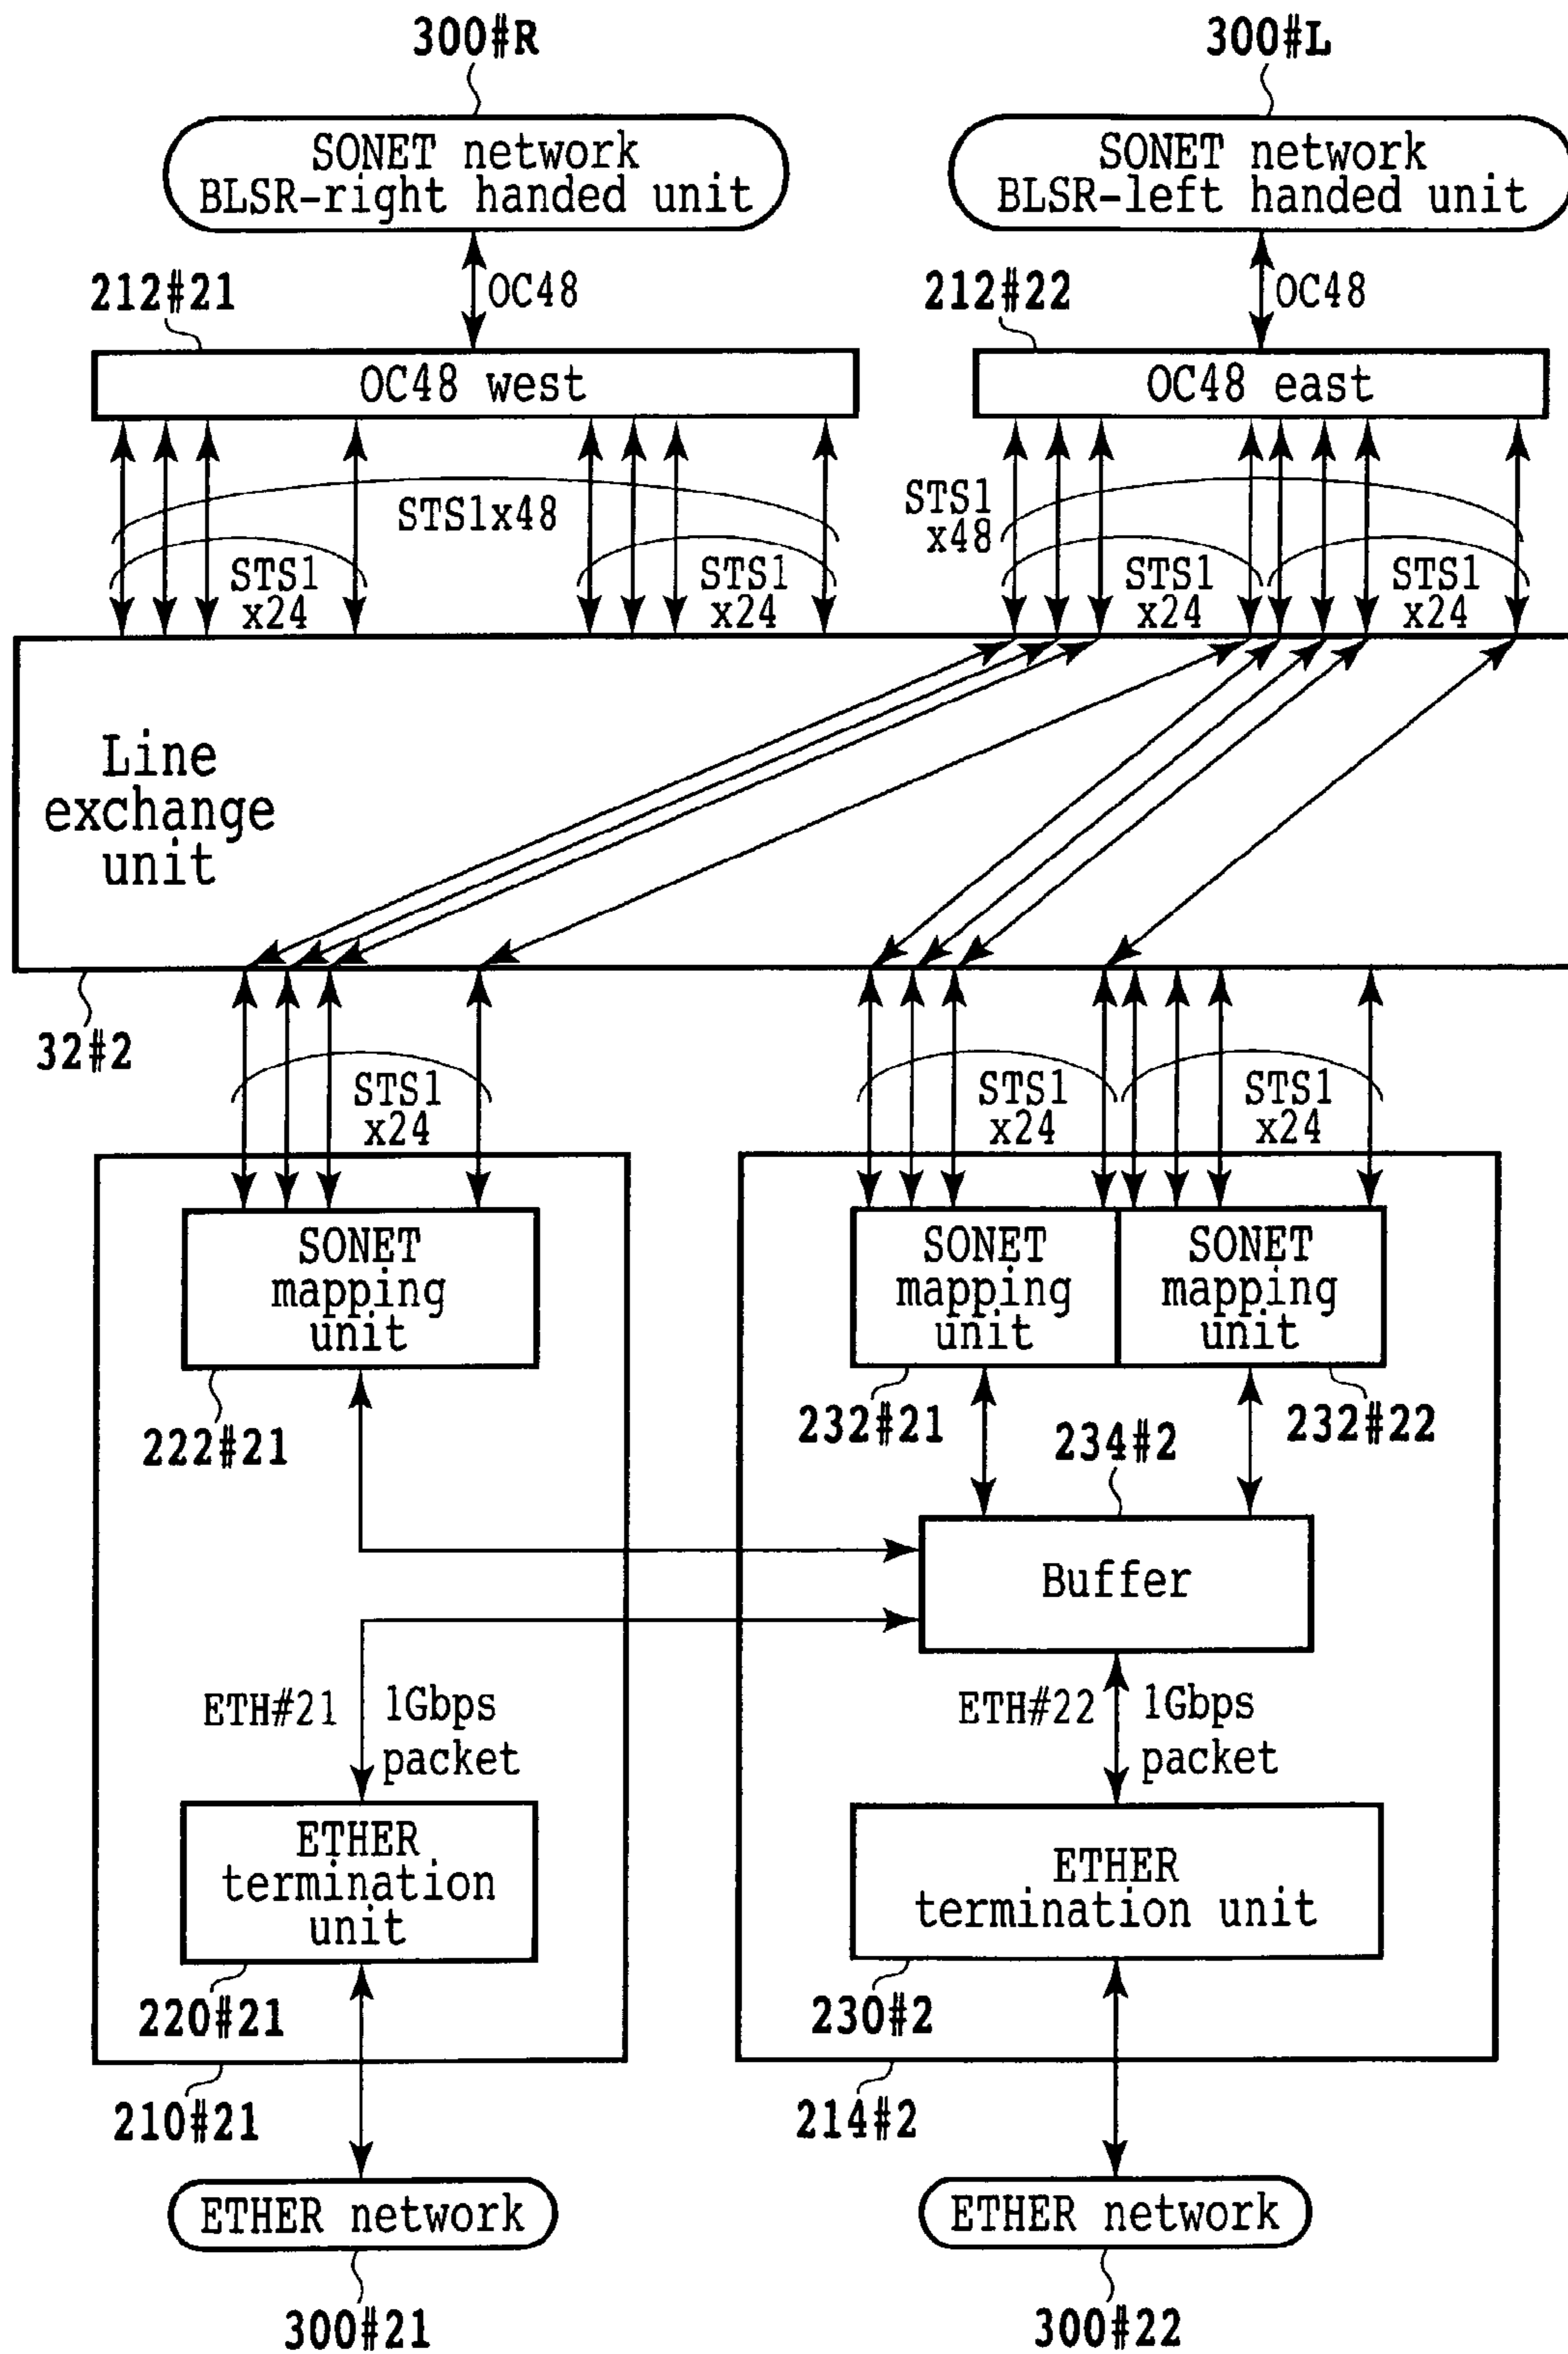 300#R
300#L
SONET network
BLSR-right handed unit
SONET network
BLSR-left handed unit
212#21
OC48
212#22
OC48
OC48 west
OC48 east
STS1x48
STS1
x48
STS1
x24
STS1
x24
STS1
x24
STS1
x24
Line
exchange
unit
32#2
STS1
x24
STS1
x24
STS1
x24
SONET
mapping
unit
SONET
mapping
unit
SONET
mapping
unit
222#21
232#21
234#2
232#22
Buffer
ETH#21
1Gbps
packet
ETH#22
1Gbps
packet
ETHER
termination
unit
ETHER
termination unit
220#21
230#2
210#21
214#2
ETHER network
ETHER network
300#21
300#22